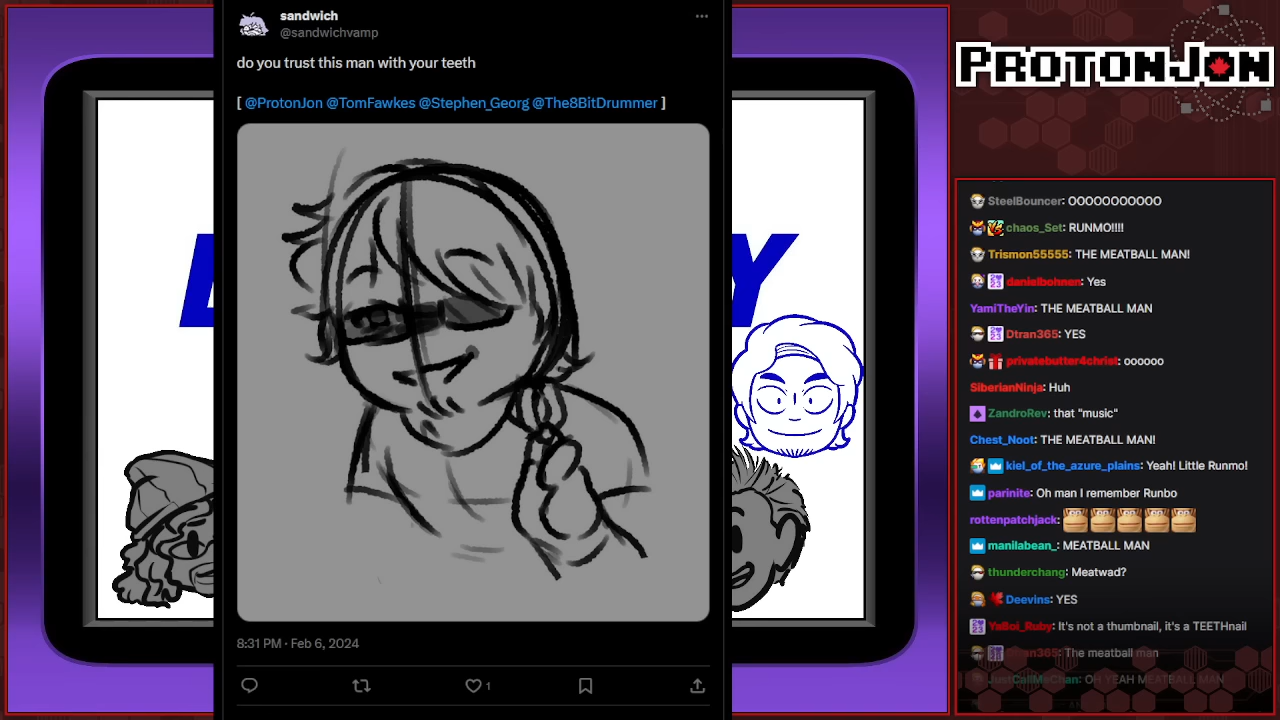 sandwich
@sandwichvamp
do you trust this man with your teeth
[ @ProtonJon @TomFawkes @Stephen_Georg @The8BitDrummer ]
8:31 PM · Feb 6, 2024
1
Y
PROTONJON
SteelBouncer: OOOOOOOOOOO
chaos_Set: RUNMO!!!!
Trismon55555: THE MEATBALL MAN!
danielbohnen: Yes
YamiTheYin: THE MEATBALL MAN
Dtran365: YES
privatebutter4christ: oooooo
SiberianNinja: Huh
ZandroRev: that "music"
Chest_Noot: THE MEATBALL MAN!
kiel_of_the_azure_plains: Yeah! Little Runmo!
parinite: Oh man I remember Runbo
rottenpatchjack:
manilabean_: MEATBALL MAN
thunderchang: Meatwad?
Deevins: YES
YaBoi_Ruby: It's not a thumbnail, it's a TEETHnail
Dtran365: The meatball man
JustCallMeChan: OH YEAH MEATBALL MAN